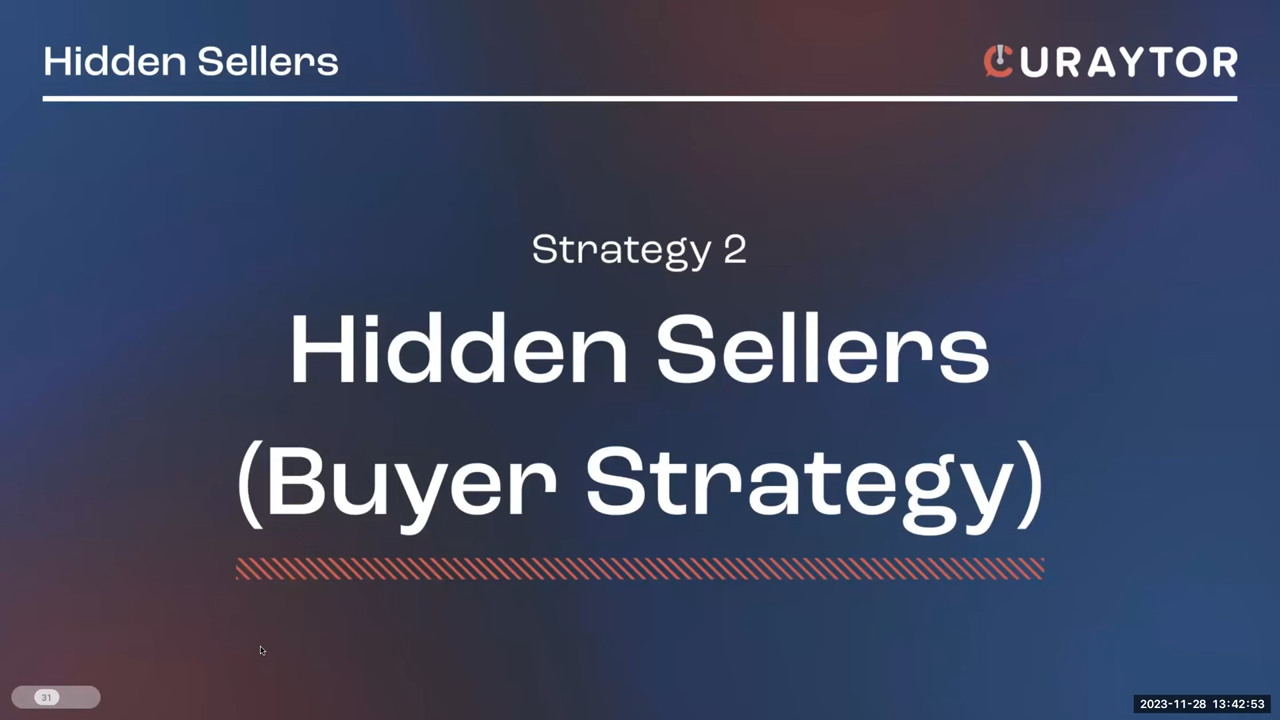 Hidden Sellers
CURAYTOR
Strategy 2
Hidden Sellers
(Buyer Strategy)
31
2023-11-28 13:42:53